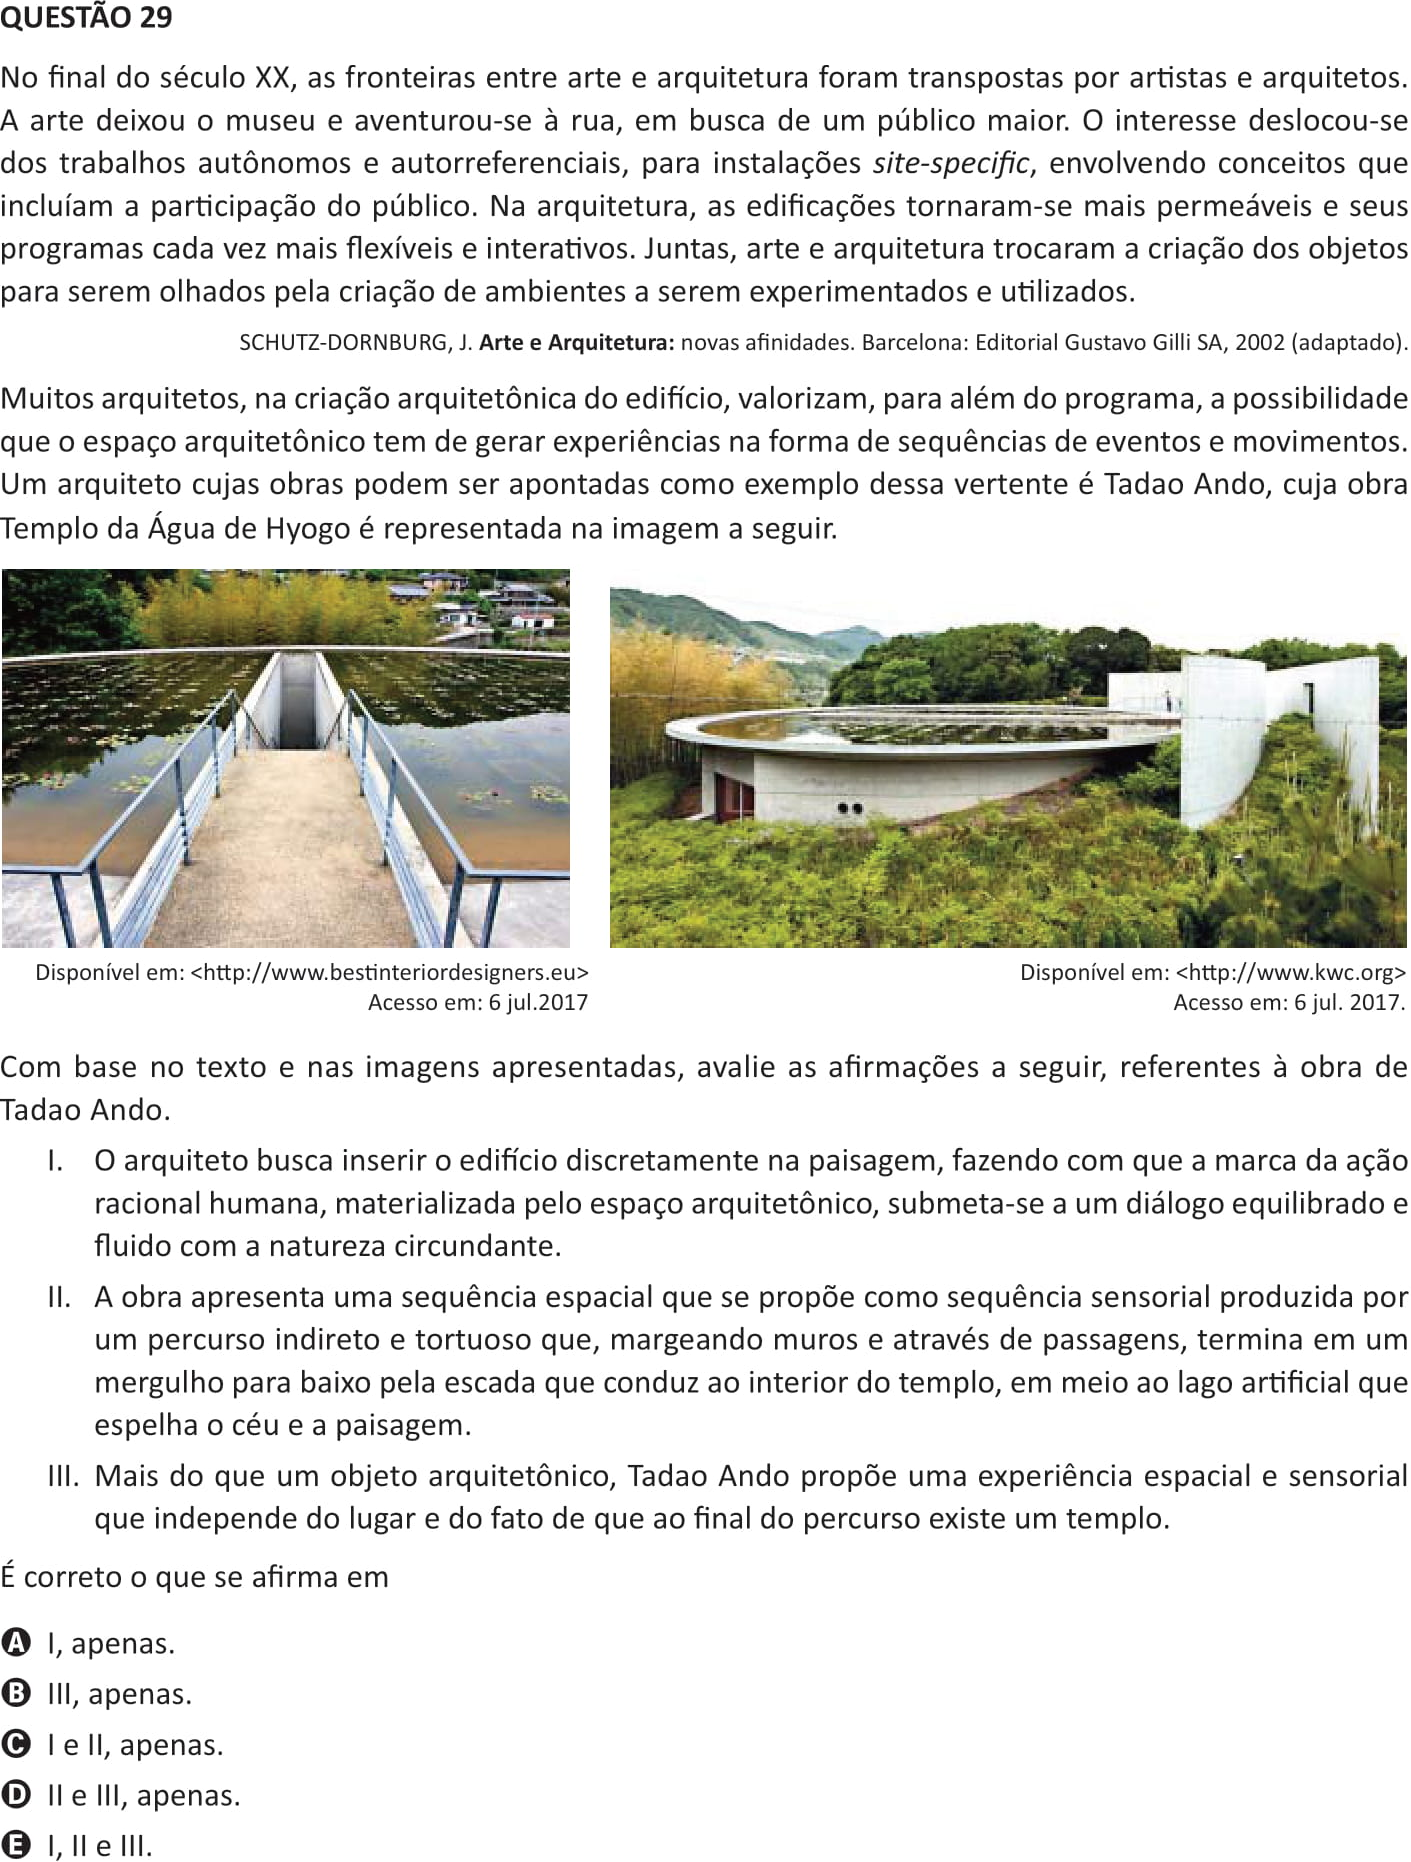 QUESTÃO 29
No final do século XX, as fronteiras entre arte e arquitetura foram transpostas por artistas e arquitetos.
A arte deixou o museu e aventurou-se à rua, em busca de um público maior. O interesse deslocou-se
dos trabalhos autônomos e autorreferenciais, para instalações site-specific, envolvendo conceitos que
incluíam a participação do público. Na arquitetura, as edificações tornaram-se mais permeáveis e seus
programas cada vez mais flexíveis e interativos. Juntas, arte e arquitetura trocaram a criação dos objetos
para serem olhados pela criação de ambientes a serem experimentados e utilizados.
SCHUTZ-DORNBURG, J. Arte e Arquitetura: novas afinidades. Barcelona: Editorial Gustavo Gilli SA, 2002 (adaptado).
Muitos arquitetos, na criação arquitetônica do edifício, valorizam, para além do programa, a possibilidade
que o espaço arquitetônico tem de gerar experiências na forma de sequências de eventos e movimentos.
Um arquiteto cujas obras podem ser apontadas como exemplo dessa vertente é Tadao Ando, cuja obra
Templo da Água de Hyogo é representada na imagem a seguir.
Disponível em: <http://www.bestinteriordesigners.eu>
Acesso em: 6 jul.2017
Disponível em: <http://www.kwc.org>
Acesso em: 6 jul. 2017.
Com base no texto e nas imagens apresentadas, avalie as afirmações a seguir, referentes à obra de
Tadao Ando.
I. O arquiteto busca inserir o edifício discretamente na paisagem, fazendo com que a marca da ação
racional humana, materializada pelo espaço arquitetônico, submeta-se a um diálogo equilibrado e
fluido com a natureza circundante.
II. A obra apresenta uma sequência espacial que se propõe como sequência sensorial produzida por
um percurso indireto e tortuoso que, margeando muros e através de passagens, termina em um
mergulho para baixo pela escada que conduz ao interior do templo, em meio ao lago artificial que
espelha o céu e a paisagem.
III. Mais do que um objeto arquitetônico, Tadao Ando propõe uma experiência espacial e sensorial
que independe do lugar e do fato de que ao final do percurso existe um templo.
É correto o que se afirma em
A I, apenas.
B III, apenas.
C I e II, apenas.
D II e III, apenas.
E I, II e III.